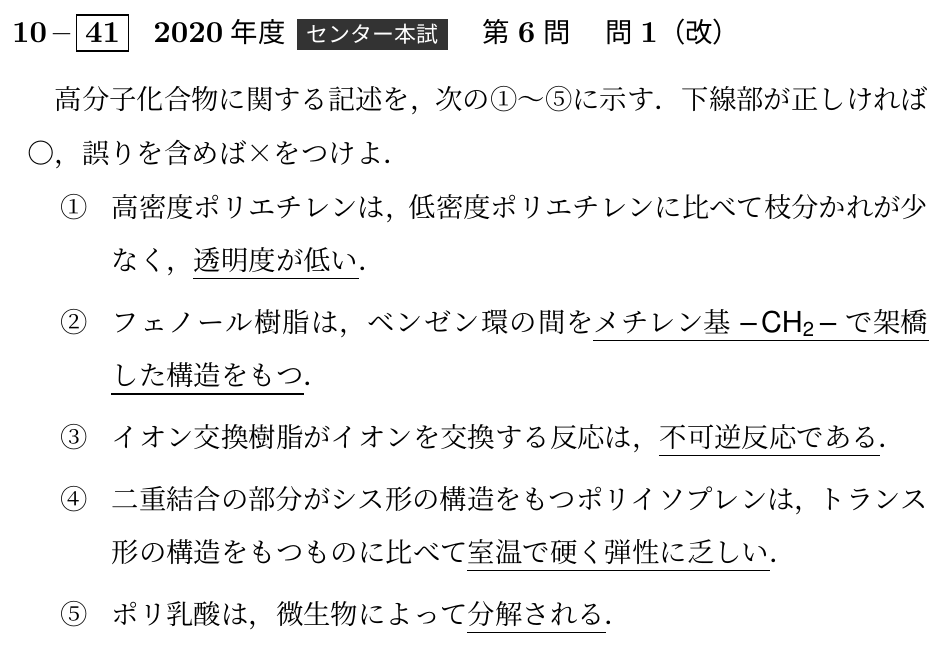 10－41 2020 年度 センター本試 第 6 問 問 1（改）
高分子化合物に関する記述を，次の①～⑤に示す．下線部が正しければ
○，誤りを含めば×をつけよ．
① 高密度ポリエチレンは，低密度ポリエチレンに比べて枝分かれが少
なく，透明度が低い．
② フェノール樹脂は，ベンゼン環の間をメチレン基 －CH₂－ で架橋
した構造をもつ．
③ イオン交換樹脂がイオンを交換する反応は，不可逆反応である．
④ 二重結合の部分がシス形の構造をもつポリイソプレンは，トランス
形の構造をもつものに比べて室温で硬く弾性に乏しい．
⑤ ポリ乳酸は，微生物によって分解される．